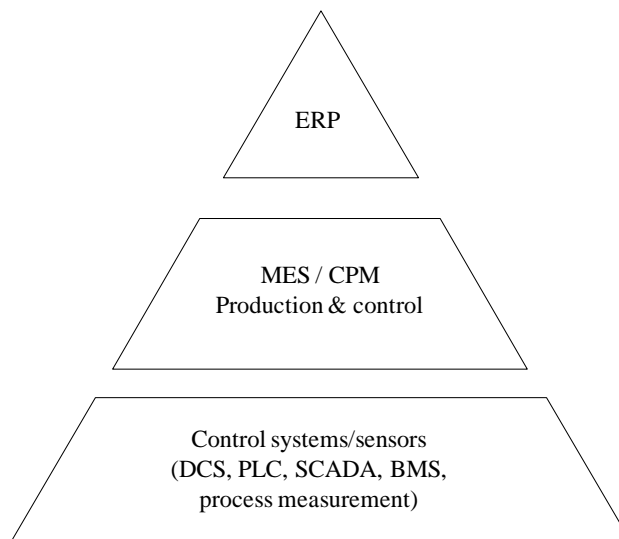 ERP
MES / CPM
Production & control
Control systems/sensors
(DCS, PLC, SCADA, BMS,
process measurement)